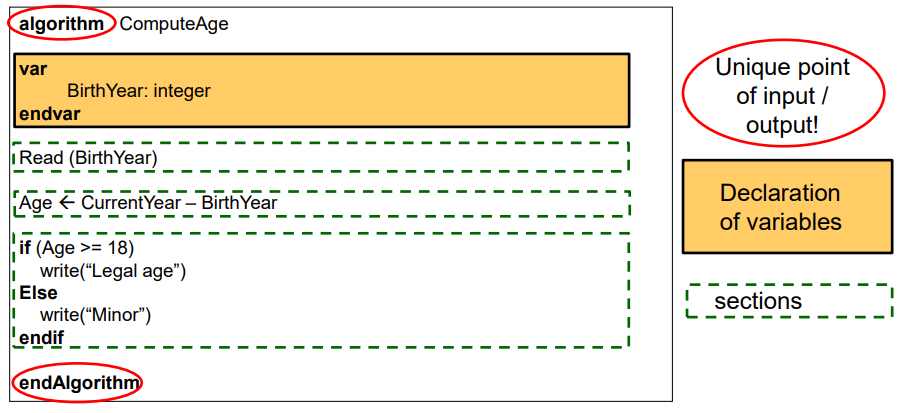 algorithm ComputeAge
var
BirthYear: integer
endvar
Read (BirthYear)
Age ← CurrentYear – BirthYear
if (Age >= 18)
write(“Legal age”)
Else
write(“Minor”)
endif
endAlgorithm
Unique point
of input /
output!
Declaration
of variables
sections